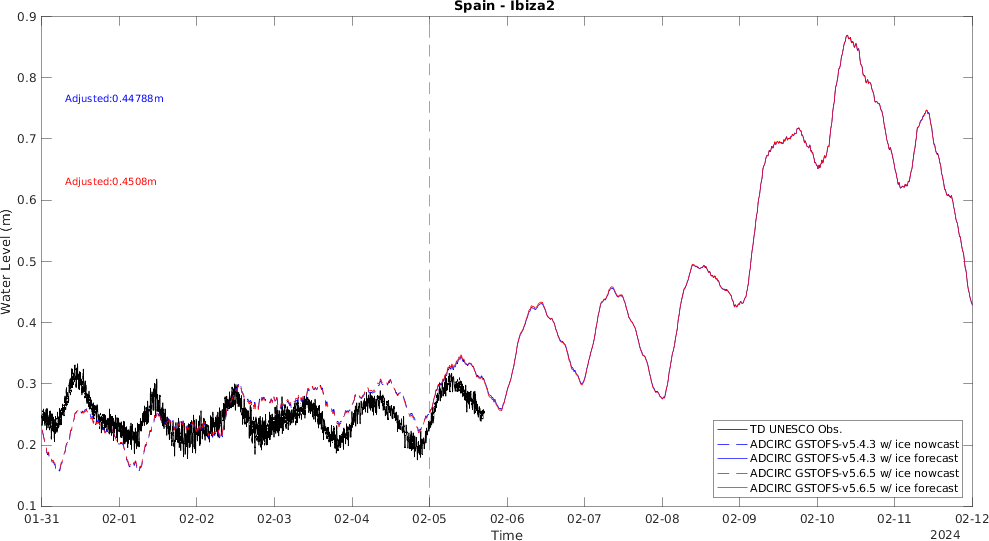 Spain - Ibiza2
0.9
0.8
0.7
0.6
0.5
0.4
0.3
0.2
0.1
Water Level (m)
Adjusted:0.44788m
Adjusted:0.4508m
TD UNESCO Obs.
ADCIRC GSTOFS-v5.4.3 w/ ice nowcast
ADCIRC GSTOFS-v5.4.3 w/ ice forecast
ADCIRC GSTOFS-v5.6.5 w/ ice nowcast
ADCIRC GSTOFS-v5.6.5 w/ ice forecast
01-31 02-01 02-02 02-03 02-04 02-05 02-06 02-07 02-08 02-09 02-10 02-11 02-12
Time
2024